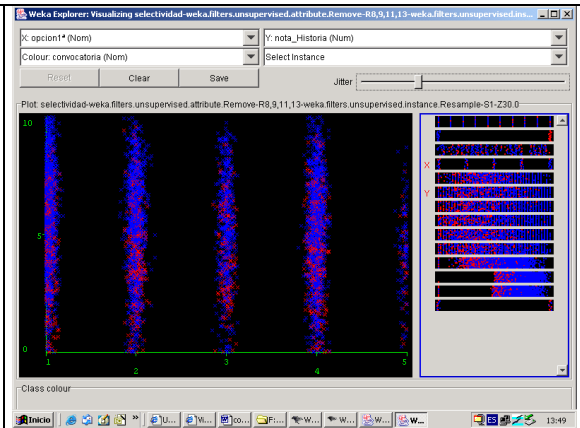 Weka Explorer: Visualizing selectividad-weka.filters.unsupervised.attribute.Remove-R8,9,11,13-weka.filters.unsupervised.ins...
X: opcion1ª (Nom)
Y: nota_Historia (Num)
Colour: convocatoria (Nom)
Select Instance
Reset
Clear
Save
Jitter
Plot: selectividad-weka.filters.unsupervised.attribute.Remove-R8,9,11,13-weka.filters.unsupervised.instance.Resample-S1-Z30.0
10
5
0
1
2
3
4
5
X
Y
Class colour
Inicio
»
U...
Vi...
co...
F:...
W...
W...
W...
W...
ES
13:49